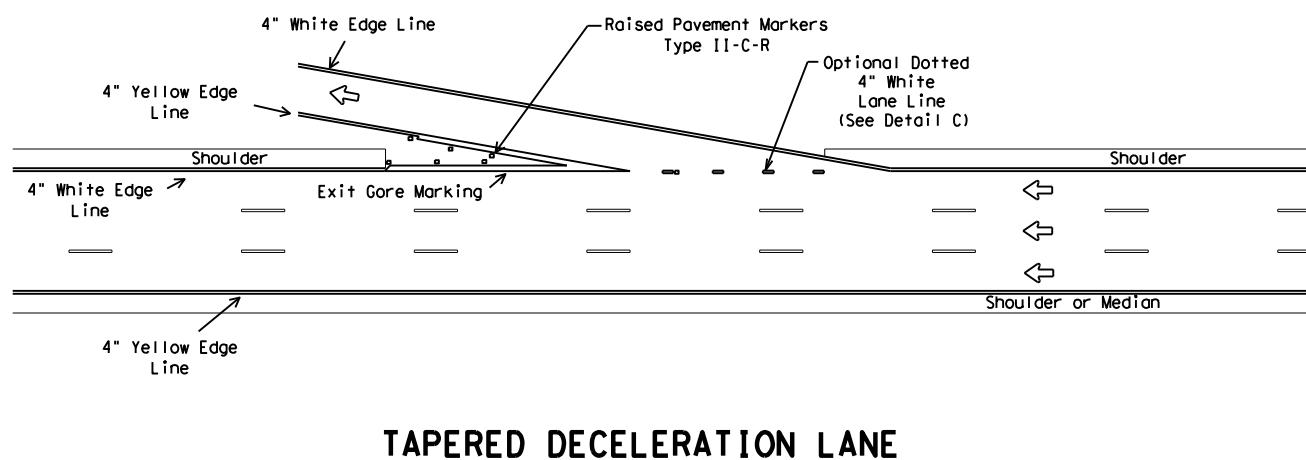 4" White Edge Line
Raised Pavement Markers
Type II-C-R
Optional Dotted
4" White
Lane Line
(See Detail C)
4" Yellow Edge
Line
Shoulder
Shoulder
4" White Edge
Line
Exit Gore Marking
Shoulder or Median
4" Yellow Edge
Line
TAPERED DECELERATION LANE